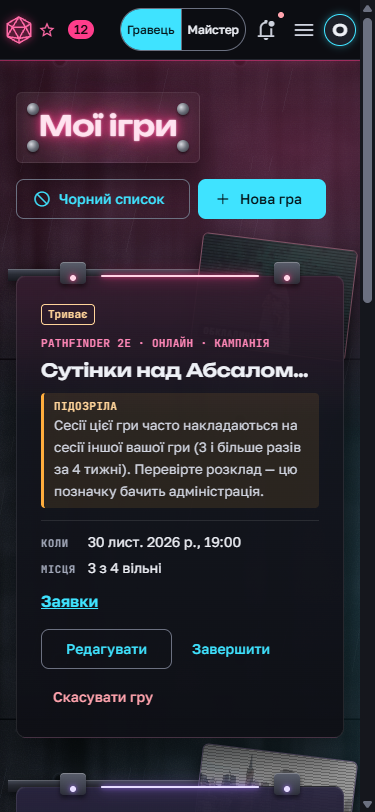 12
Гравець
Майстер
О
Мої ігри
Чорний список
Нова гра
Триває
PATHFINDER 2E · ОНЛАЙН · КАМПАНІЯ
Сутінки над Абсалом...
ПІДОЗРІЛА
Сесії цієї гри часто накладаються на
сесії іншої вашої гри (3 і більше разів
за 4 тижні). Перевірте розклад — цю
позначку бачить адміністрація.
КОЛИ 30 лист. 2026 р., 19:00
МІСЦЯ 3 з 4 вільні
Заявки
Редагувати
Завершити
Скасувати гру